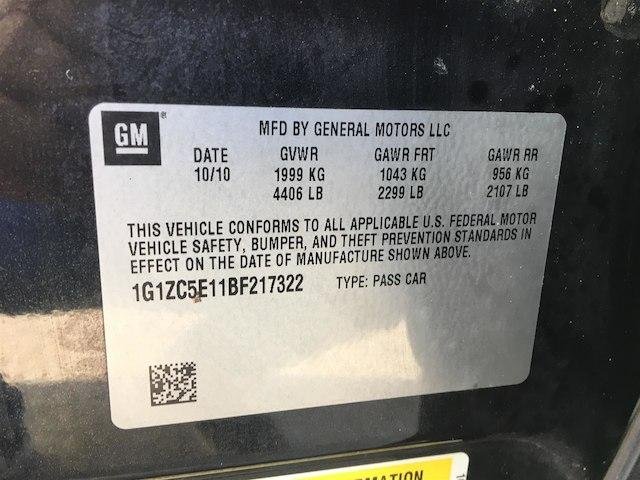 GM
®
MFD BY GENERAL MOTORS LLC
DATE GVWR GAWR FRT GAWR RR
10/10 1999 KG 1043 KG 956 KG
4406 LB 2299 LB 2107 LB
THIS VEHICLE CONFORMS TO ALL APPLICABLE U.S. FEDERAL MOTOR
VEHICLE SAFETY, BUMPER, AND THEFT PREVENTION STANDARDS IN
EFFECT ON THE DATE OF MANUFACTURE SHOWN ABOVE.
1G1ZC5E11BF217322 TYPE: PASS CAR